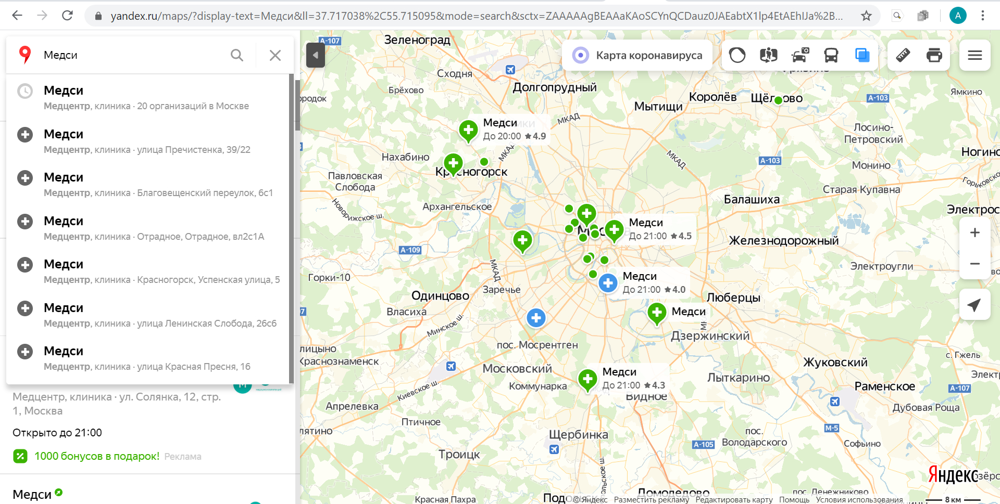 yandex.ru/maps/?display-text=Медси&ll=37.717038%2C55.715095&mode=search&sctx=ZAAAAAgBEAAaKAoSCYnQCDauz0JAEabtX1lp4EtAEhIJa%2B...
A
Медси
Медси
Медцентр, клиника · 20 организаций в Москве
Медси
Медцентр, клиника · улица Пречистенка, 39/22
Медси
Медцентр, клиника · Благовещенский переулок, 6с1
Медси
Медцентр, клиника · Отрадное, Отрадное, вл2с1А
Медси
Медцентр, клиника · Красногорск, Успенская улица, 5
Медси
Медцентр, клиника · улица Ленинская Слобода, 26с6
Медси
Медцентр, клиника · улица Красная Пресня, 16
Медцентр, клиника · ул. Солянка, 12, стр.
1, Москва
Открыто до 21:00
1000 бонусов в подарок! Реклама
Медси
Карта коронавируса
А-107
Зеленоград
Сходня
Долгопрудный
Брёхово
Королёв
Щёлково
А-103
Ямкино
Мытищи
МКАД
Медси
До 20:00 ★4.9
Лосино-
Петровский
Нахабино
МКАД
МКАД
А-103
Монино
Красногорск
Павловская
Слобода
Горьковско
Старая Купавна
Новорижское ш.
Архангельское
Балашиха
Электрос
Медси
До 21:00 ★4.5
А-109
Железнодорожный
МКАД
Горки-10
Электроугли
Медси
До 21:00 ★4.0
Заречье
Одинцово
Люберцы
Власиха
Медси
Минское ш.
Дзержинский
пос. Мосрентген
лицыно
Краснознаменск
Жуковский
с. Гжель
Московский
Медси
До 21:00 ★4.3
Лыткарино
Коммунарка
Видное
Киевское ш.
Раменское
А-107
Апрелевка
Дубовая Роща
Птичное
лятино
М-5
Щербинка
пос.
Володарского
А-105
Софьино
Троицк
Яндекс
Домодедово
пос. Денежниково
Красная Пахра
© Яндекс Разместить рекламу Редактировать карту Помощь Условия использования
8 км